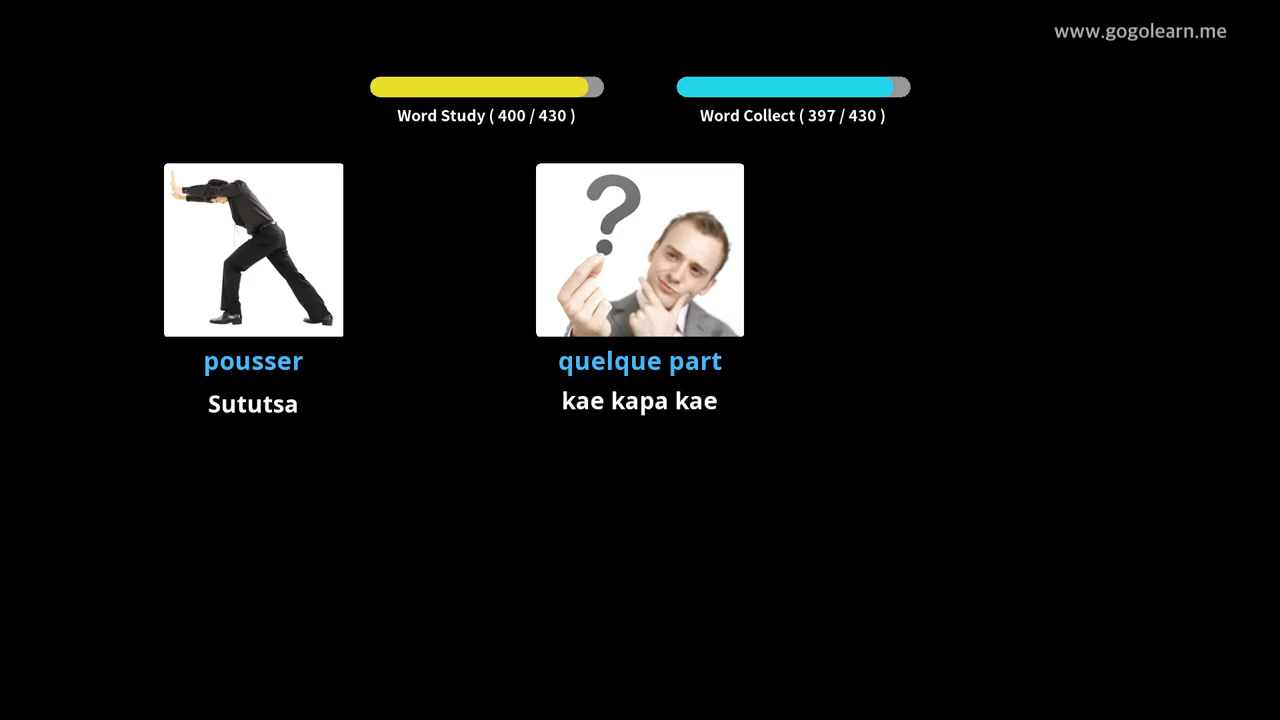 www.gogolearn.me
Word Study ( 400 / 430 )
Word Collect ( 397 / 430 )
pousser
Sututsa
quelque part
kae kapa kae